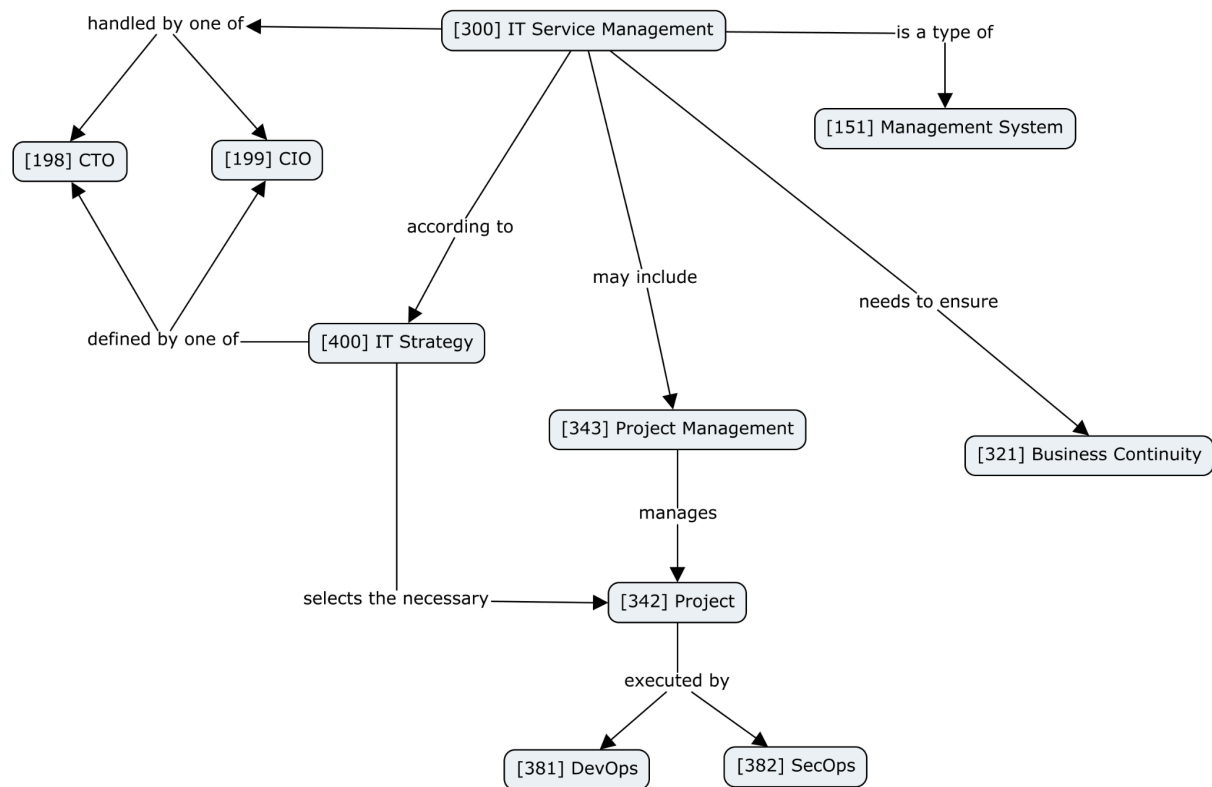 handled by one of
[300] IT Service Management
is a type of
[151] Management System
[198] CTO
[199] CIO
according to
may include
needs to ensure
defined by one of
[400] IT Strategy
[343] Project Management
[321] Business Continuity
manages
selects the necessary
[342] Project
executed by
[381] DevOps
[382] SecOps